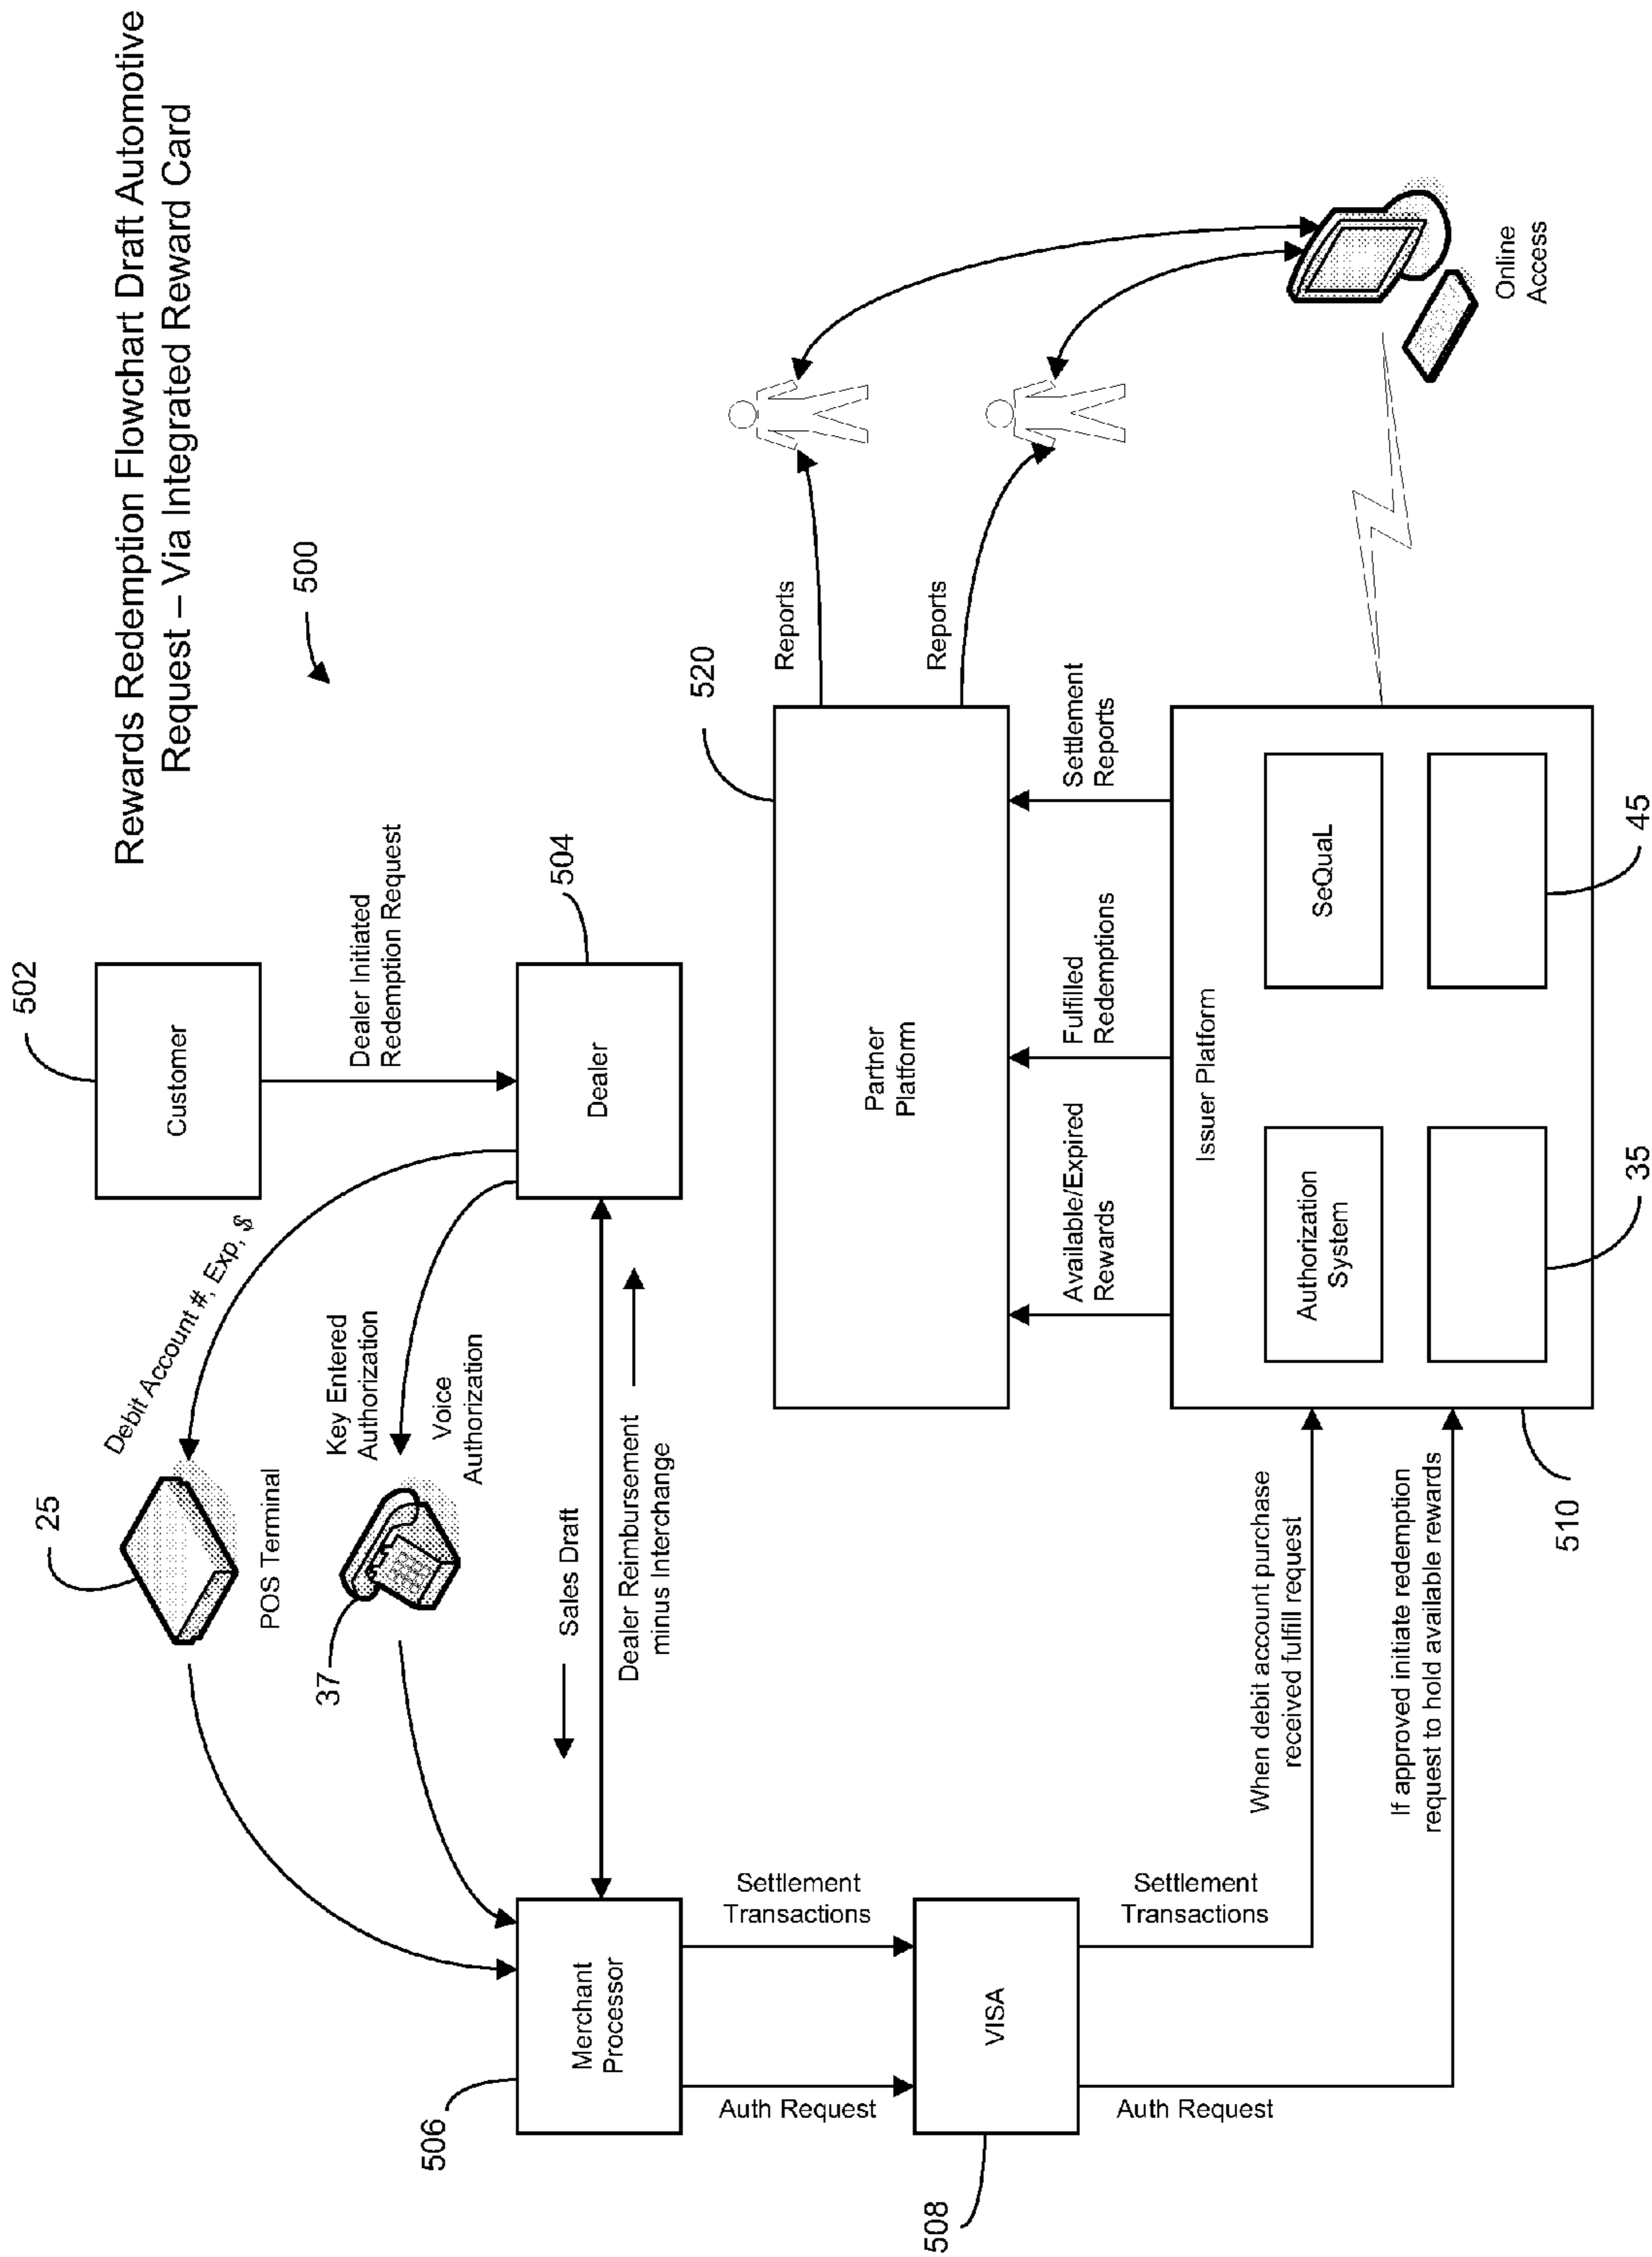 Rewards Redemption Flowchart Draft Automotive
Request – Via Integrated Reward Card
500
502
Customer
Dealer Initiated
Redemption Request
504
Dealer
Debit Account #, Exp, $
25
POS Terminal
Key Entered
Authorization
Voice
Authorization
37
Sales Draft
Dealer Reimbursement
minus Interchange
506
Merchant
Processor
Settlement
Transactions
Auth Request
508
VISA
Settlement
Transactions
Auth Request
When debit account purchase
received fulfill request
If approved initiate redemption
request to hold available rewards
510
520
Partner
Platform
Reports
Reports
Available/Expired
Rewards
Fulfilled
Redemptions
Settlement
Reports
Issuer Platform
Authorization
System
SeQuaL
35
45
Online
Access